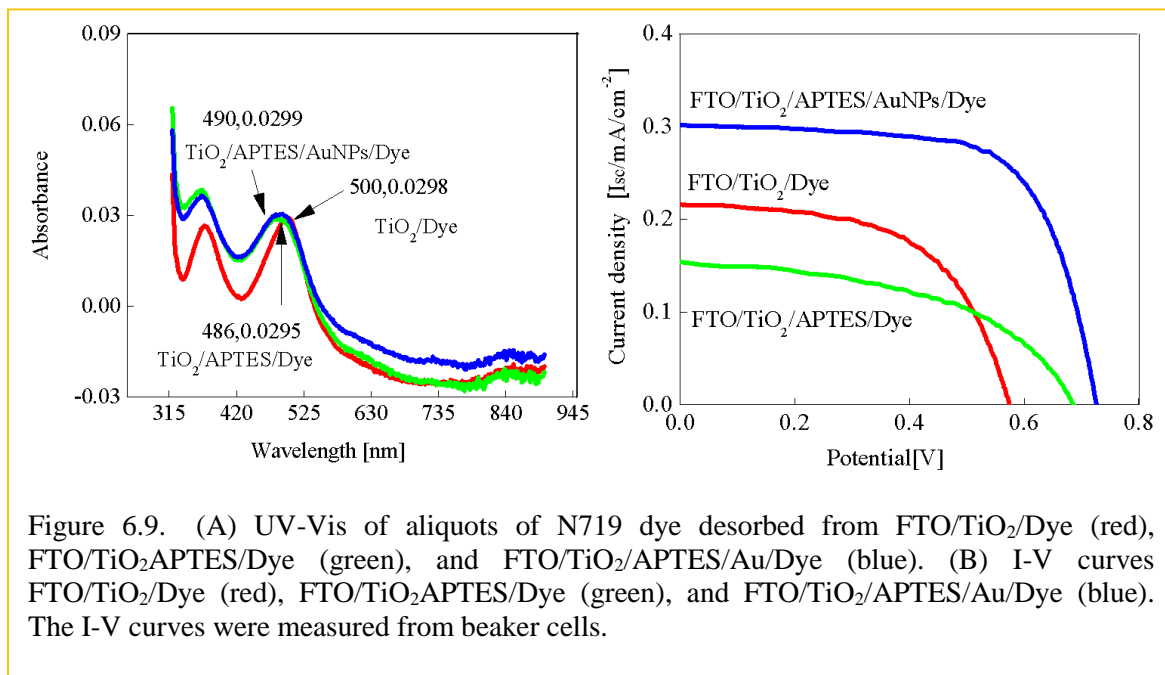 0.09
0.06
0.03
0.00
-0.03
Absorbance
490,0.0299
TiO2/APTES/AuNPs/Dye
500,0.0298
TiO2/Dye
486,0.0295
TiO2/APTES/Dye
315 420 525 630 735 840 945
Wavelength [nm]
0.4
0.3
0.2
0.1
0.0
Current density [Isc/mA/cm-2]
FTO/TiO2/APTES/AuNPs/Dye
FTO/TiO2/Dye
FTO/TiO2/APTES/Dye
0.0 0.2 0.4 0.6 0.8
Potential[V]
Figure 6.9. (A) UV-Vis of aliquots of N719 dye desorbed from FTO/TiO2/Dye (red),
FTO/TiO2APTES/Dye (green), and FTO/TiO2/APTES/Au/Dye (blue). (B) I-V curves
FTO/TiO2/Dye (red), FTO/TiO2APTES/Dye (green), and FTO/TiO2/APTES/Au/Dye (blue).
The I-V curves were measured from beaker cells.